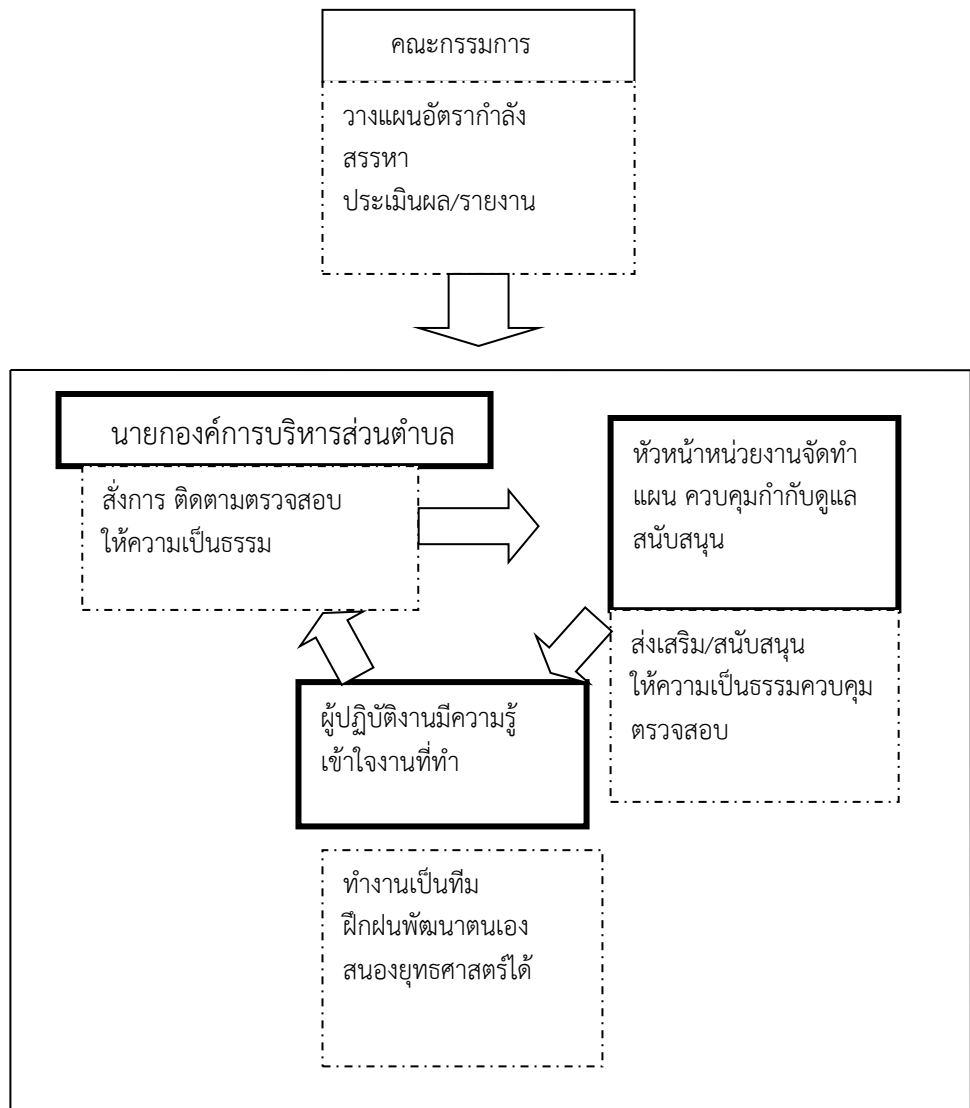 คณะกรรมการ
วางแผนอัตรากำลัง
สรรหา
ประเมินผล/รายงาน
นายกองค์การบริหารส่วนตำบล
สั่งการ ติดตามตรวจสอบ
ให้ความเป็นธรรม
หัวหน้าหน่วยงานจัดทำ
แผน ควบคุมกำกับดูแล
สนับสนุน
ส่งเสริม/สนับสนุน
ให้ความเป็นธรรมควบคุม
ตรวจสอบ
ผู้ปฏิบัติงานมีความรู้
เข้าใจงานที่ทำ
ทำงานเป็นทีม
ฝึกฝนพัฒนาตนเอง
สนองยุทธศาสตร์ได้